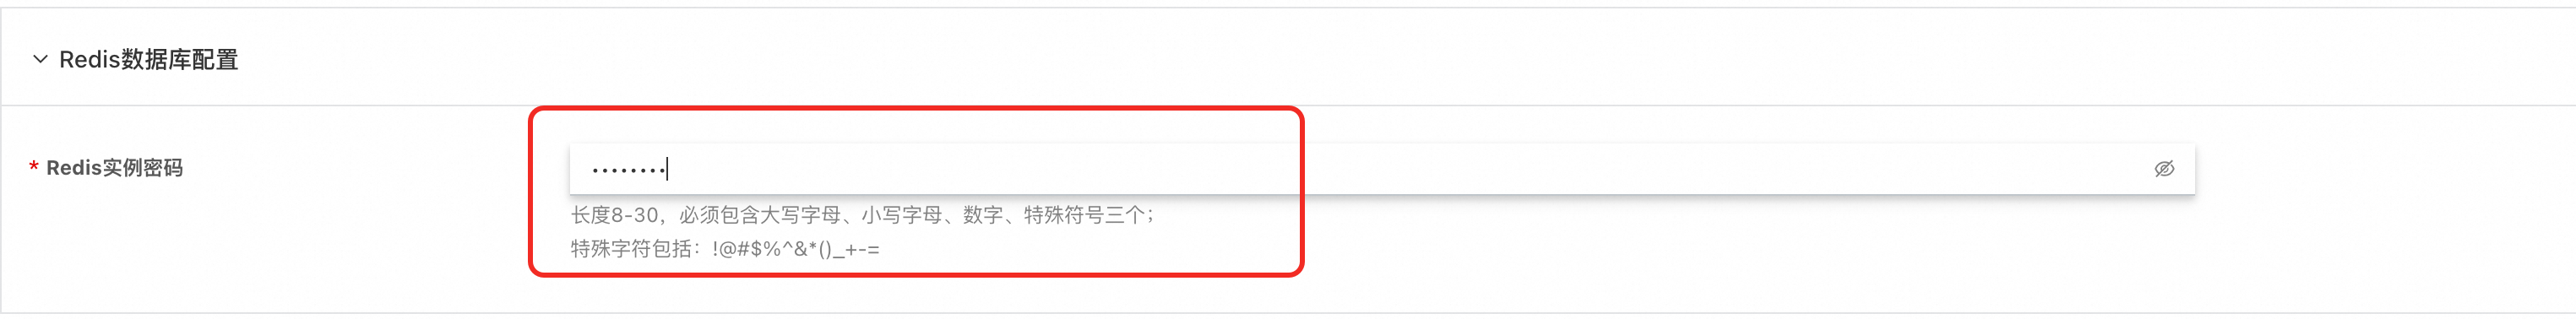 Redis数据库配置
* Redis实例密码
••••••••
长度8-30，必须包含大写字母、小写字母、数字、特殊符号三个；
特殊字符包括：!@#$%^&*()_+-=